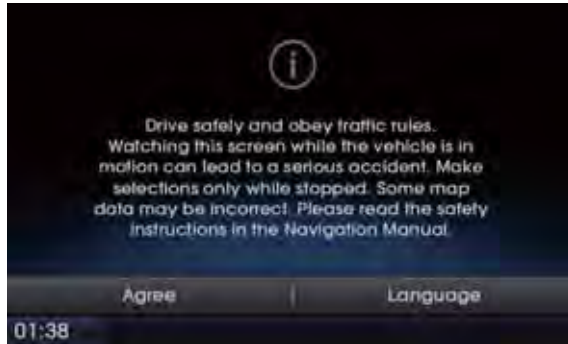 Drive safely and obey traffic rules.
Watching this screen while the vehicle is in
motion can lead to a serious accident. Make
selections only while stopped. Some map
data may be incorrect. Please read the safety
instructions in the Navigation Manual.
Agree | Language
01:38